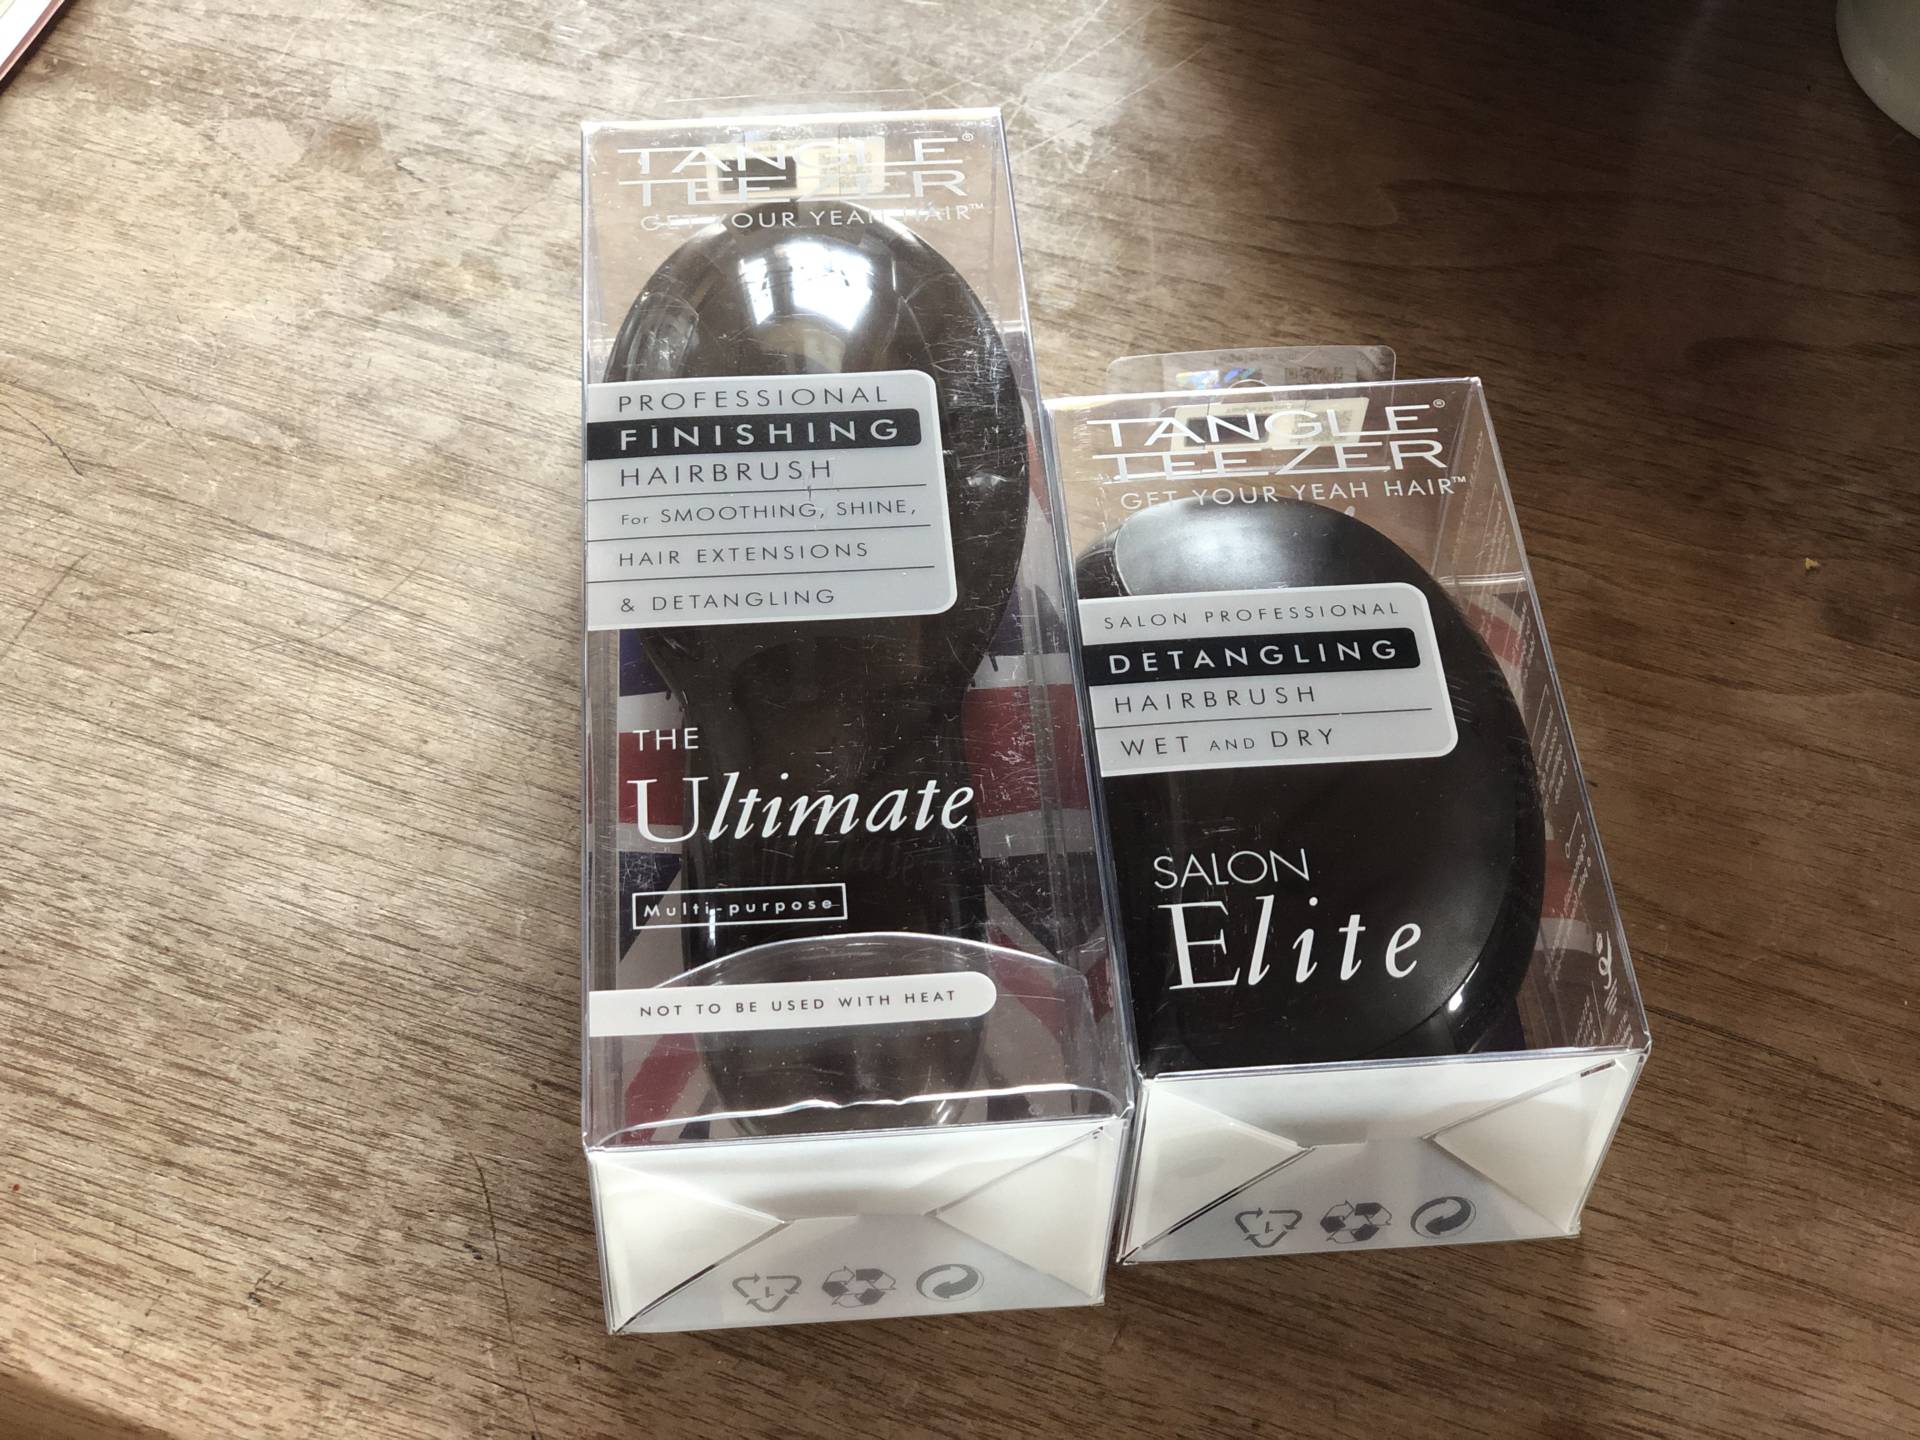 TANGLE
TEEZER®
GET YOUR YEAH HAIR™
PROFESSIONAL
FINISHING
HAIRBRUSH
For SMOOTHING, SHINE,
HAIR EXTENSIONS
& DETANGLING
THE
Ultimate
Multi-purpose
NOT TO BE USED WITH HEAT
1
TANGLE®
TEEZER
GET YOUR YEAH HAIR™
SALON PROFESSIONAL
DETANGLING
HAIRBRUSH
WET AND DRY
SALON
Elite
1